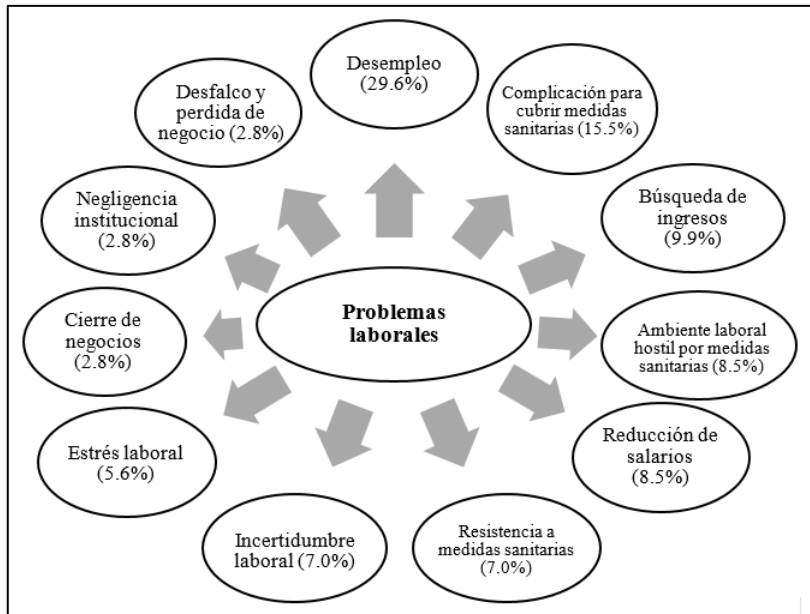 Desempleo
(29.6%)
Complicación para
cubrir medidas
sanitarias (15.5%)
Búsqueda de
ingresos
(9.9%)
Ambiente laboral
hostil por medidas
sanitarias (8.5%)
Reducción de
salarios
(8.5%)
Resistencia a
medidas sanitarias
(7.0%)
Incertidumbre
laboral (7.0%)
Estrés laboral
(5.6%)
Cierre de
negocios
(2.8%)
Negligencia
institucional
(2.8%)
Desfalco y
perdida de
negocio (2.8%)
Problemas
laborales